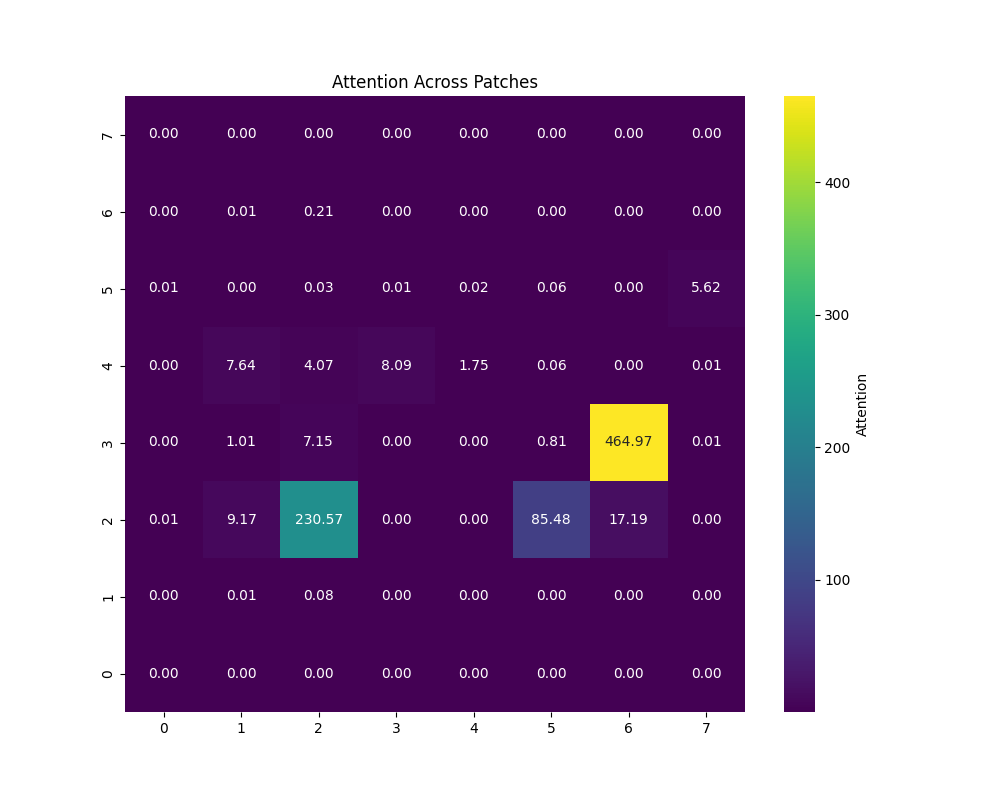 Attention Across Patches
7 0.00 0.00 0.00 0.00 0.00 0.00 0.00 0.00
6 0.00 0.01 0.21 0.00 0.00 0.00 0.00 0.00
5 0.01 0.00 0.03 0.01 0.02 0.06 0.00 5.62
4 0.00 7.64 4.07 8.09 1.75 0.06 0.00 0.01
3 0.00 1.01 7.15 0.00 0.00 0.81 464.97 0.01
2 0.01 9.17 230.57 0.00 0.00 85.48 17.19 0.00
1 0.00 0.01 0.08 0.00 0.00 0.00 0.00 0.00
0 0.00 0.00 0.00 0.00 0.00 0.00 0.00 0.00
0 1 2 3 4 5 6 7
400
300
200
100
Attention